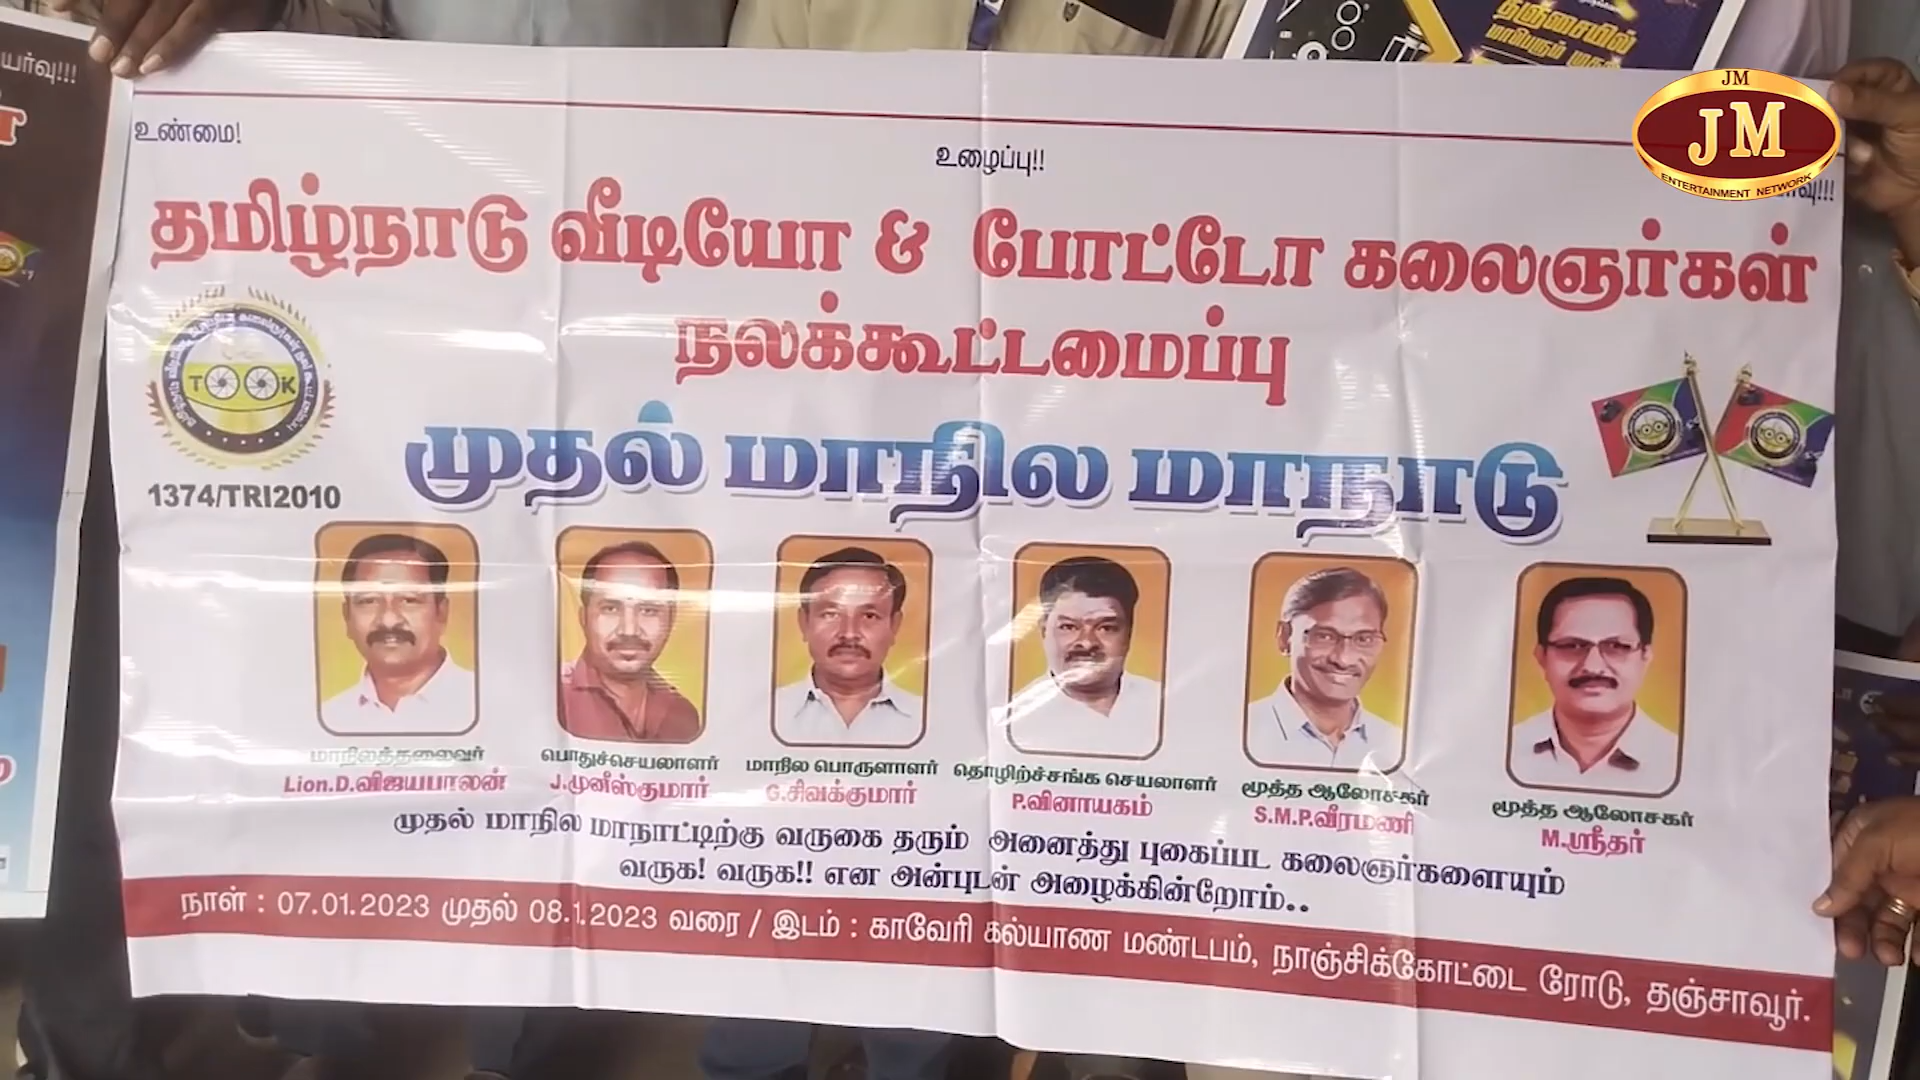 உண்மை!
உழைப்பு!!
தமிழ்நாடு வீடியோ & போட்டோ கலைஞர்கள்
நலக்கூட்டமைப்பு
முதல் மாநில மாநாடு
TOOK
1374/TRI2010
மாநிலத்தலைவர்
Lion.D.விஜயபாலன்
பொதுச்செயலாளர்
J.முனீஸ்குமார்
மாநில பொருளாளர்
G.சிவக்குமார்
தொழிற்ச்சங்க செயலாளர்
P.வினாயகம்
மூத்த ஆலோசகர்
S.M.P.வீரமணி
மூத்த ஆலோசகர்
M.ஸ்ரீதர்
முதல் மாநில மாநாட்டிற்கு வருகை தரும் அனைத்து புகைப்பட கலைஞர்களையும்
வருக! வருக!! என அன்புடன் அழைக்கின்றோம்..
நாள் : 07.01.2023 முதல் 08.1.2023 வரை / இடம் : காவேரி கல்யாண மண்டபம், நாஞ்சிக்கோட்டை ரோடு, தஞ்சாவூர்.
JM
JM
ENTERTAINMENT NETWORK